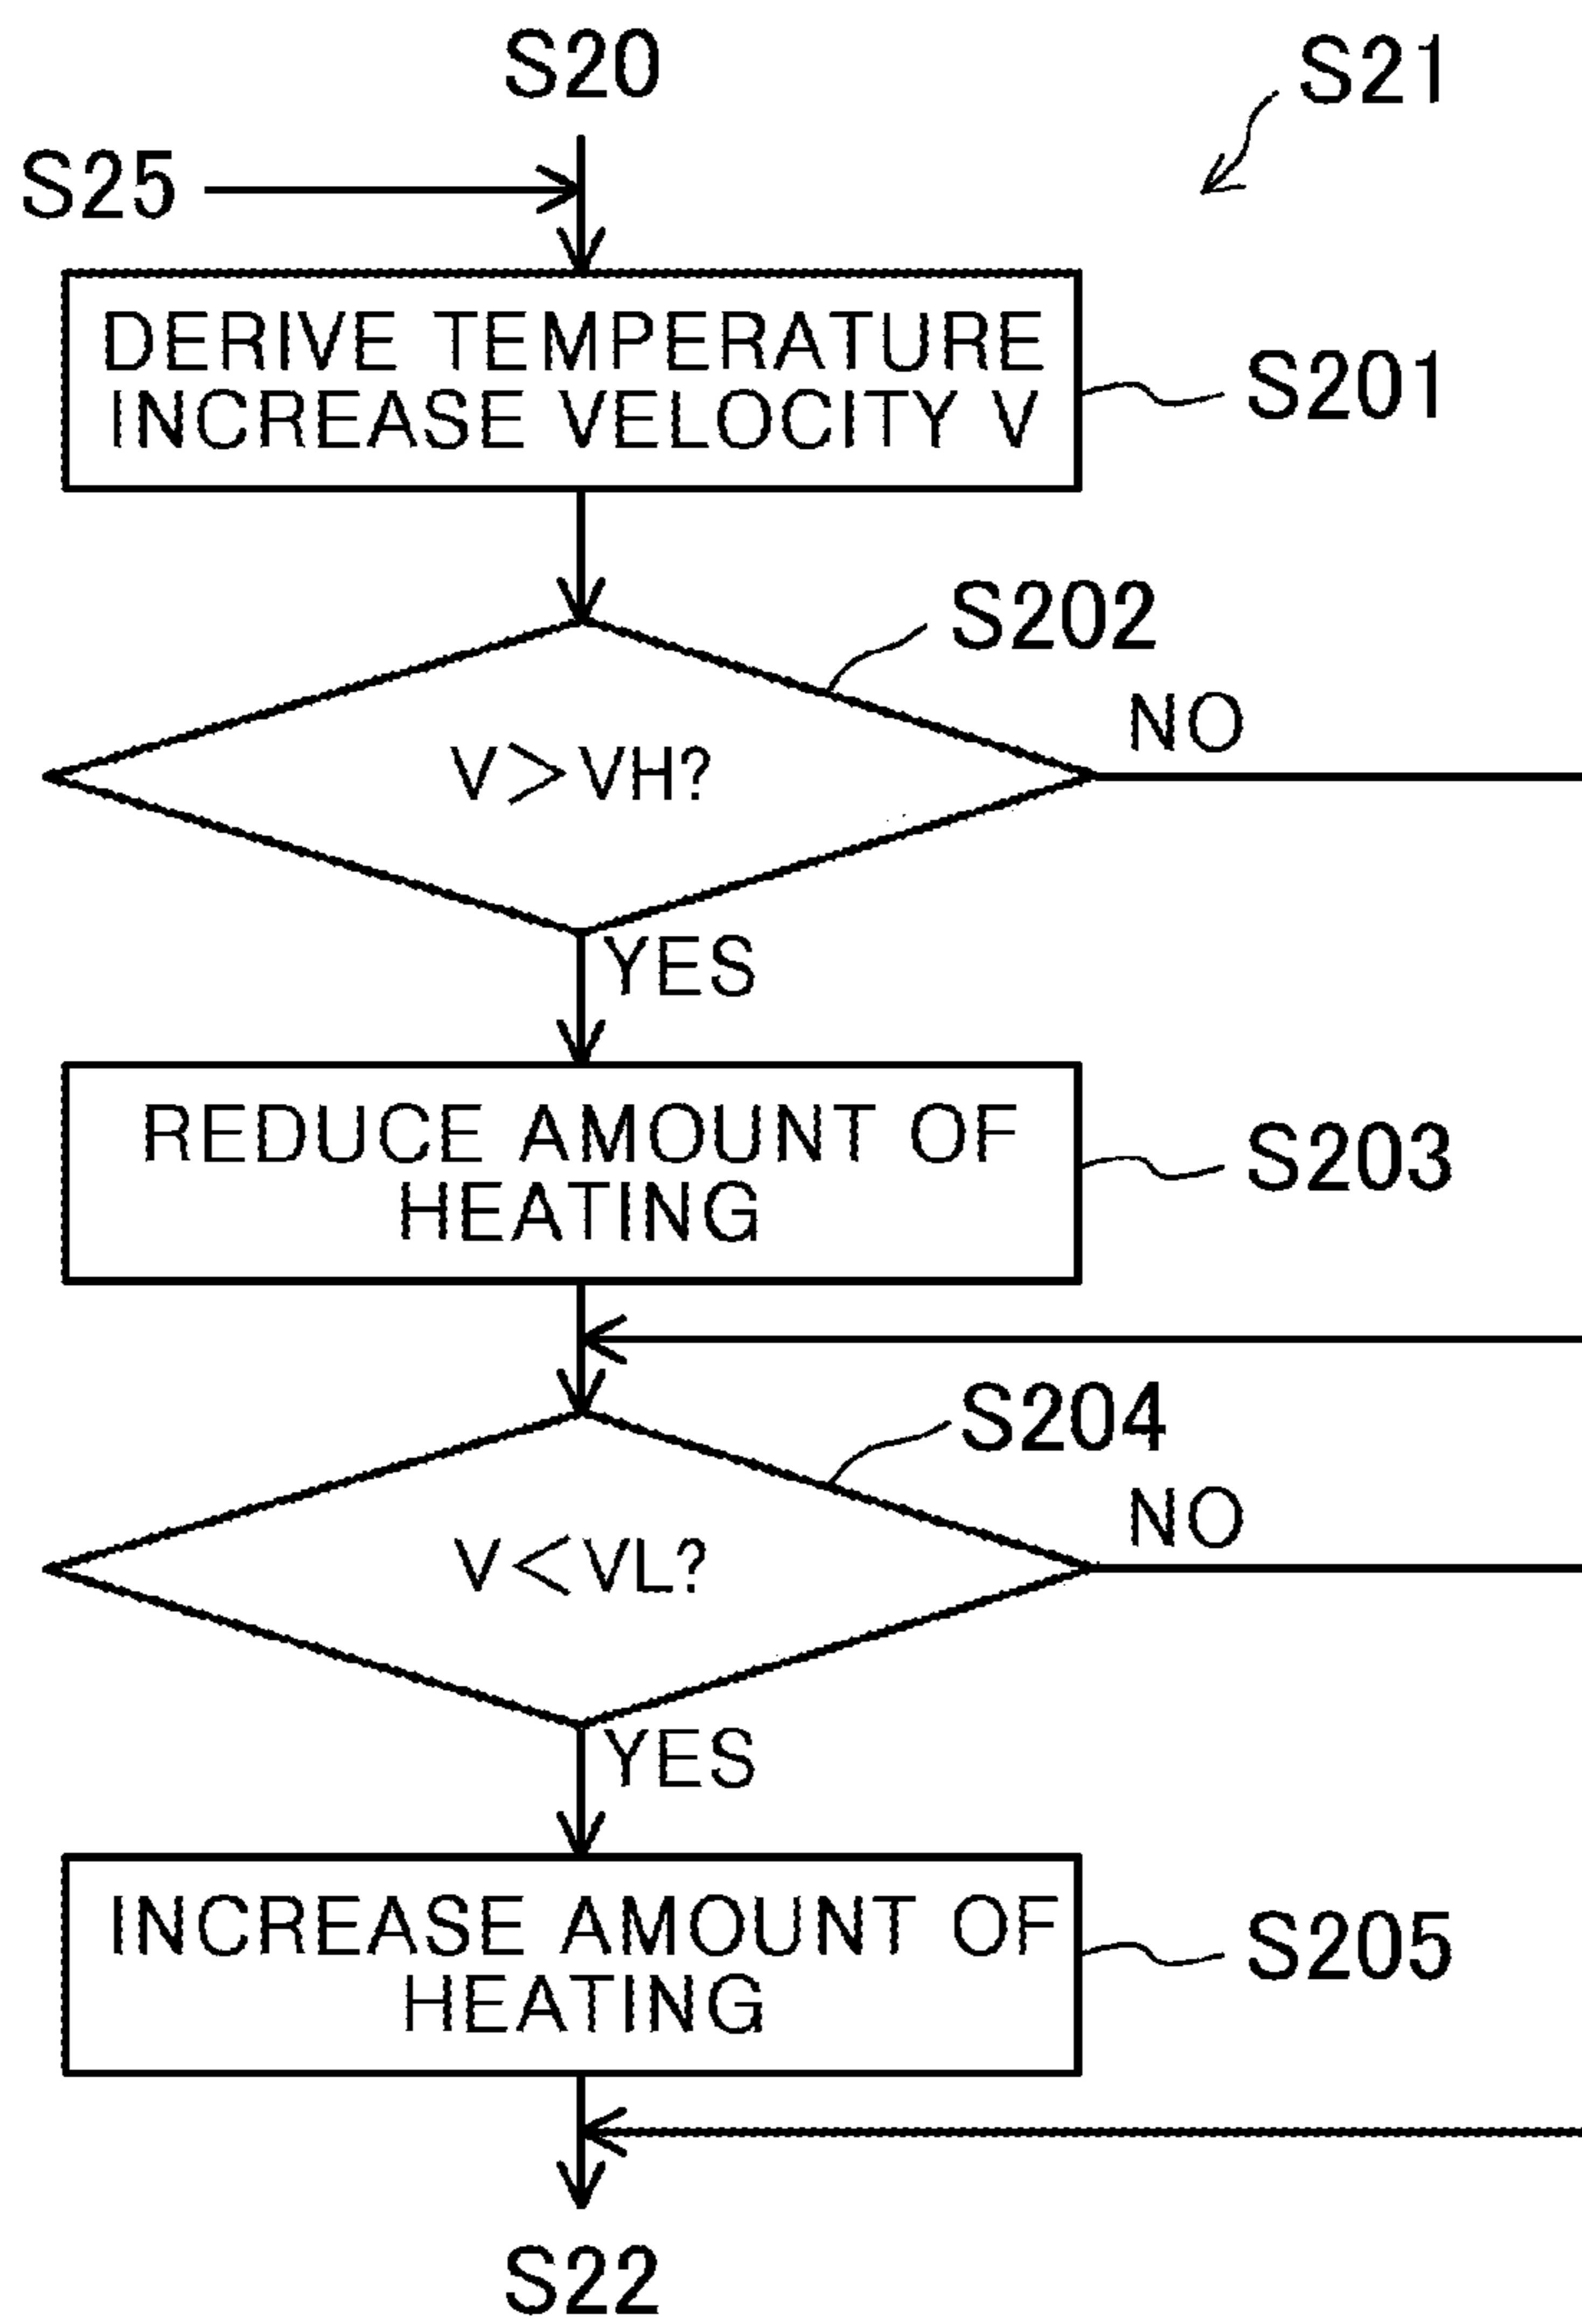 S20
S21
S25
DERIVE TEMPERATURE
INCREASE VELOCITY V
S201
S202
NO
V>VH?
YES
REDUCE AMOUNT OF
HEATING
S203
S204
NO
V<VL?
YES
INCREASE AMOUNT OF
HEATING
S205
S22